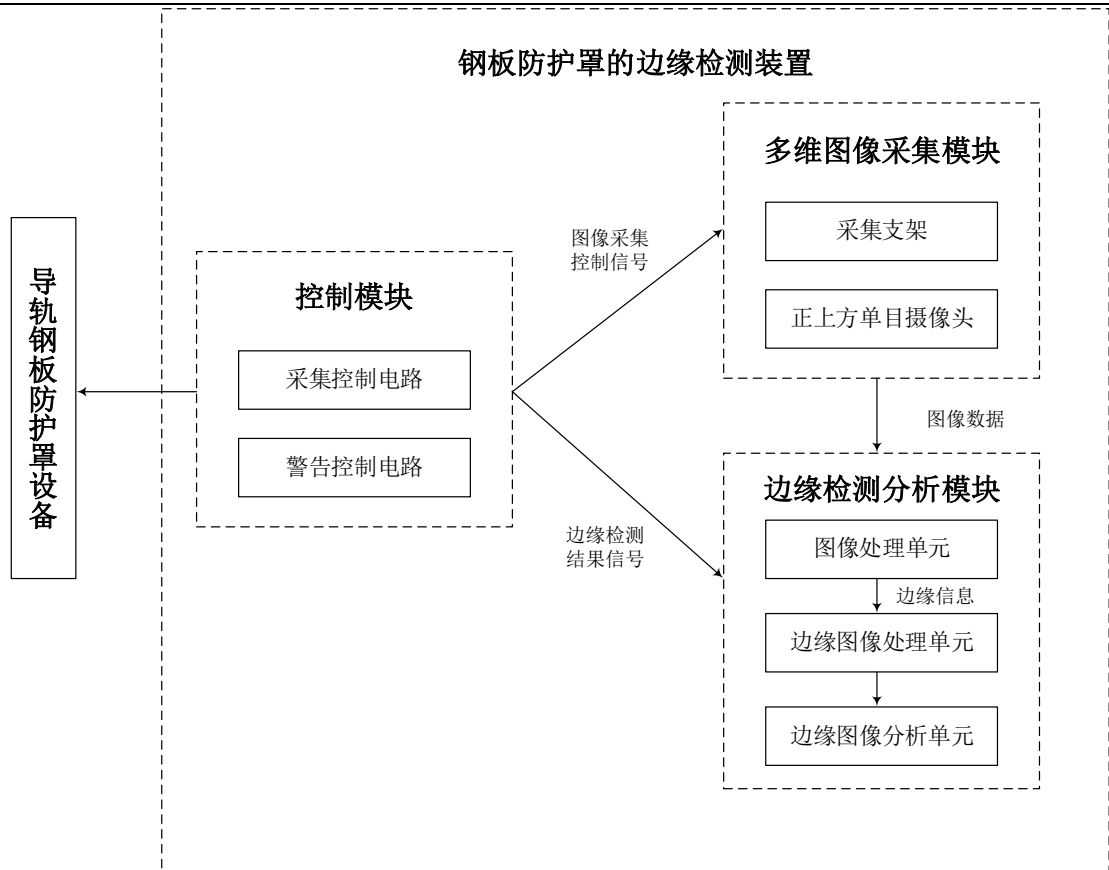 钢板防护罩的边缘检测装置
多维图像采集模块
采集支架
正上方单目摄像头
图像采集
控制信号
控制模块
采集控制电路
警告控制电路
导轨钢板防护罩设备
图像数据
边缘检测
结果信号
边缘检测分析模块
图像处理单元
边缘信息
边缘图像处理单元
边缘图像分析单元